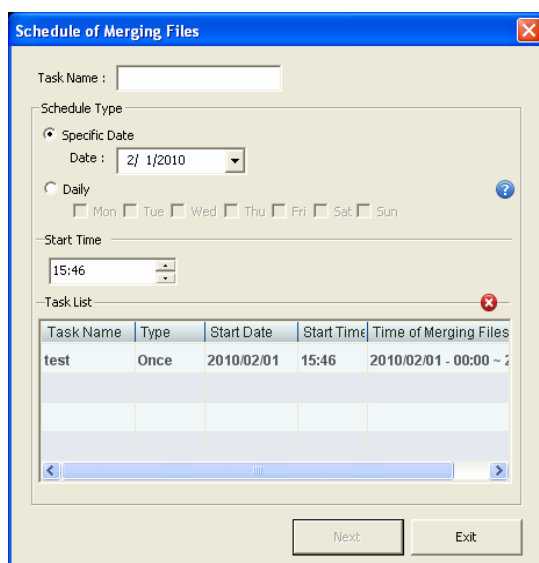 Schedule of Merging Files
Task Name :
Schedule Type
Specific Date
Date : 2/ 1/2010
Daily
Mon Tue Wed Thu Fri Sat Sun
Start Time
15:46
Task List
Task Name Type Start Date Start Time Time of Merging Files
test Once 2010/02/01 15:46 2010/02/01 - 00:00 ~ 2
Next Exit